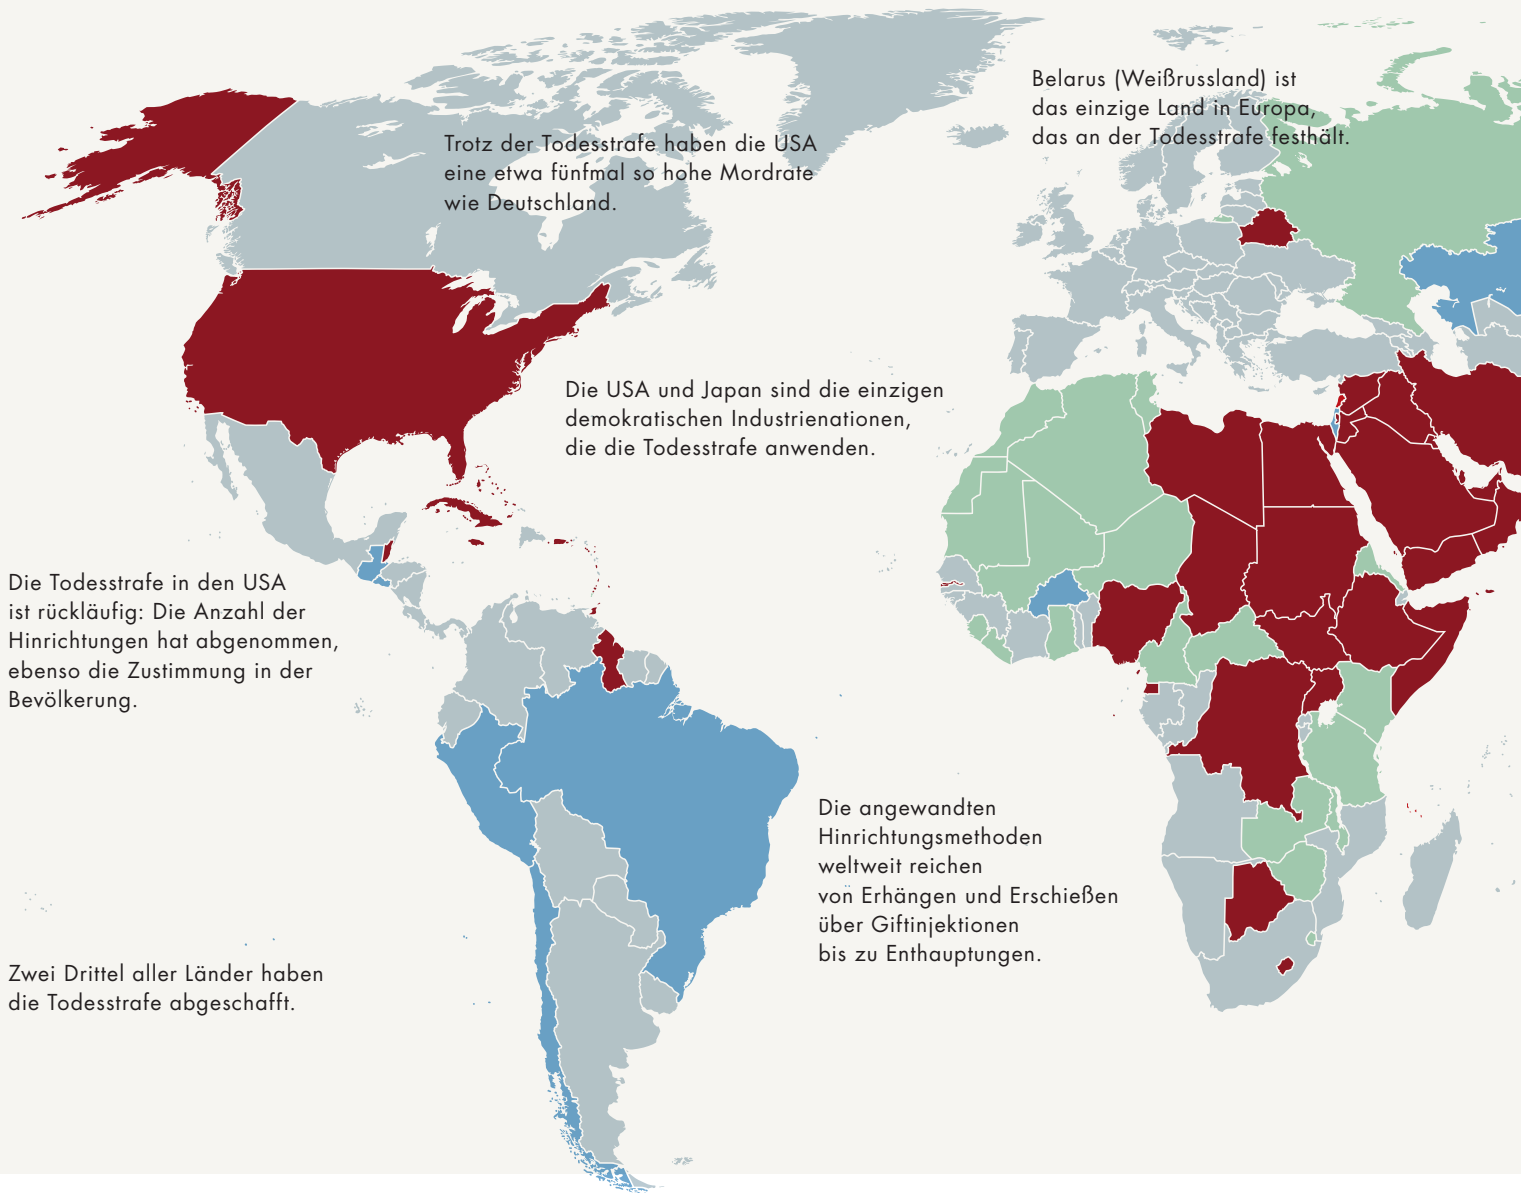 Belarus (Weißrussland) ist
das einzige Land in Europa,
das an der Todesstrafe festhält.
Trotz der Todesstrafe haben die USA
eine etwa fünfmal so hohe Mordrate
wie Deutschland.
Die USA und Japan sind die einzigen
demokratischen Industrienationen,
die die Todesstrafe anwenden.
Die Todesstrafe in den USA
ist rückläufig: Die Anzahl der
Hinrichtungen hat abgenommen,
ebenso die Zustimmung in der
Bevölkerung.
Die angewandten
Hinrichtungsmethoden
weltweit reichen
von Erhängen und Erschießen
über Giftinjektionen
bis zu Enthauptungen.
Zwei Drittel aller Länder haben
die Todesstrafe abgeschafft.